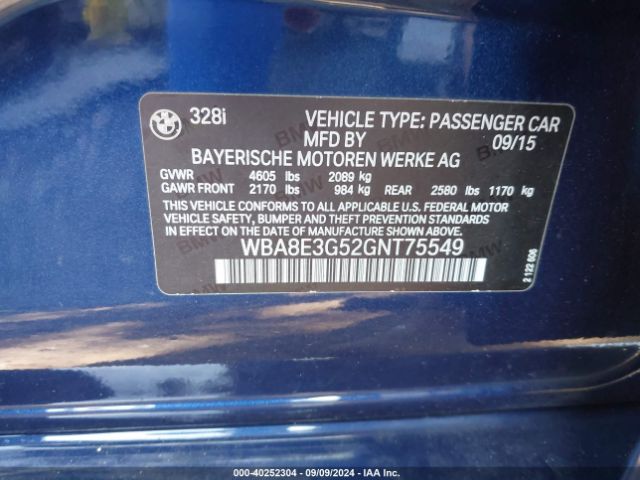 328i VEHICLE TYPE: PASSENGER CAR
MFD BY 09/15
BAYERISCHE MOTOREN WERKE AG
GVWR 4605 lbs 2089 kg
GAWR FRONT 2170 lbs 984 kg REAR 2580 lbs 1170 kg
THIS VEHICLE CONFORMS TO ALL APPLICABLE U.S. FEDERAL MOTOR
VEHICLE SAFETY, BUMPER AND THEFT PREVENTION STANDARDS
IN EFFECT ON THE DATE OF MANUFACTURE SHOWN ABOVE.
WBA8E3G52GNT75549
2 122 606
000-40252304 - 09/09/2024 - IAA Inc.